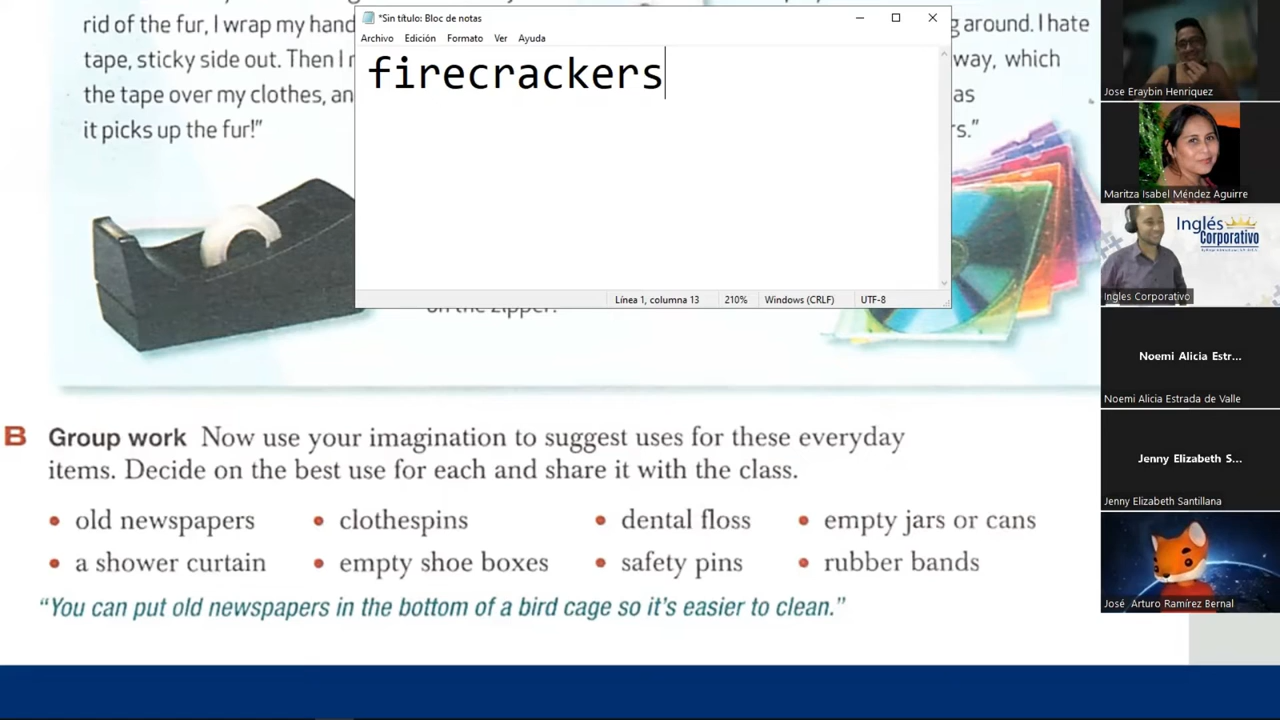 rid of the fur, I wrap my hand
tape, sticky side out. Then I r
the tape over my clothes, an
it picks up the fur!"
*Sin título: Bloc de notas
Archivo Edición Formato Ver Ayuda
firecrackers
Línea 1, columna 13 210% Windows (CRLF) UTF-8
g around. I hate
way, which
as
rs."
on the zipper!
B Group work Now use your imagination to suggest uses for these everyday
items. Decide on the best use for each and share it with the class.
• old newspapers • clothespins • dental floss • empty jars or cans
• a shower curtain • empty shoe boxes • safety pins • rubber bands
"You can put old newspapers in the bottom of a bird cage so it's easier to clean."
Jose Eraybin Henriquez
Maritza Isabel Méndez Aguirre
Inglés
Corporativo
Ingles Corporativo
Noemi Alicia Estr...
Noemi Alicia Estrada de Valle
Jenny Elizabeth S...
Jenny Elizabeth Santillana
José Arturo Ramírez Bernal